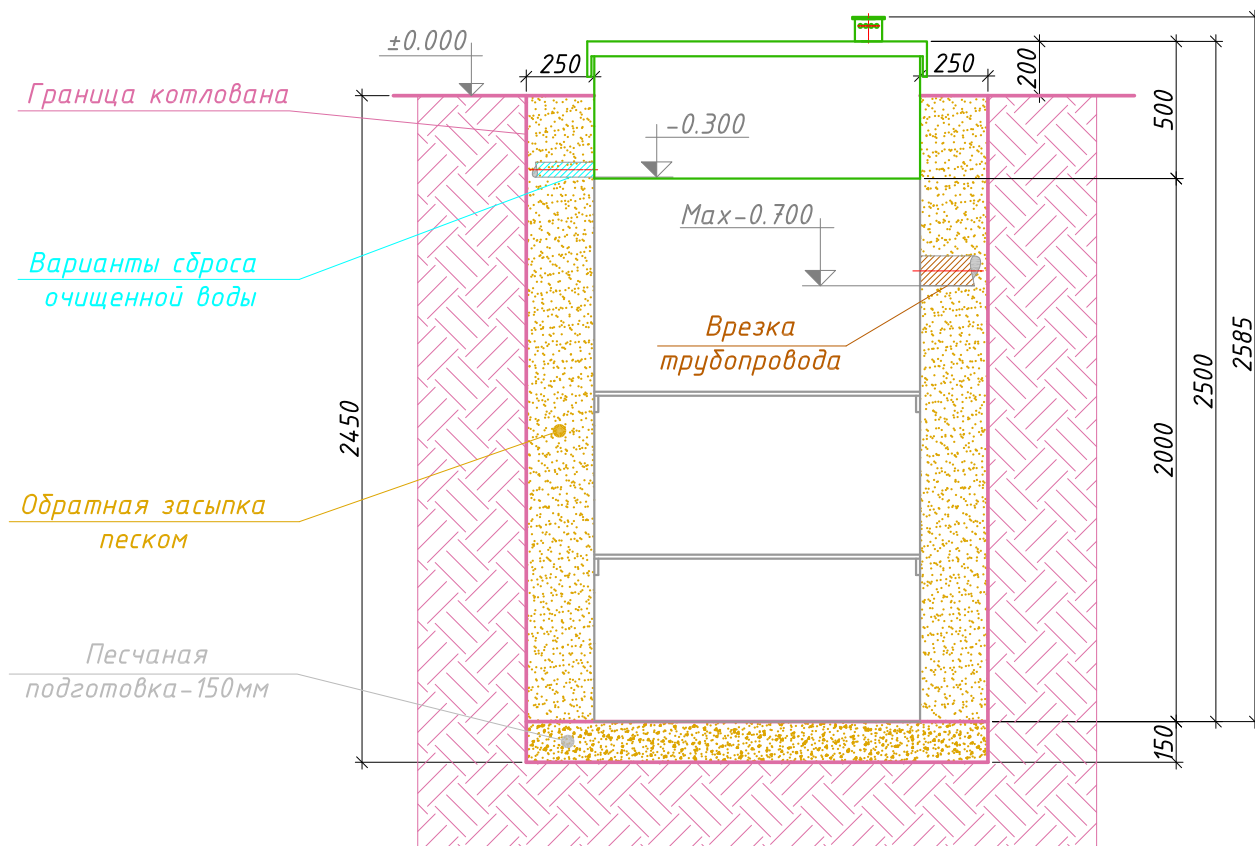 ±0.000
Граница котлована
250
250
200
500
-0.300
Max-0.700
Варианты сброса
очищенной воды
Врезка
трубопровода
2585
2500
2450
2000
Обратная засыпка
песком
Песчаная
подготовка-150мм
150